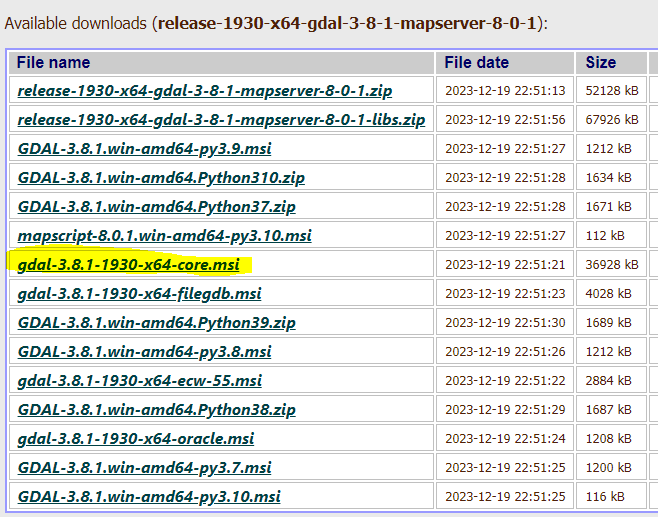 Available downloads (release-1930-x64-gdal-3-8-1-mapserver-8-0-1):
File name File date Size
release-1930-x64-gdal-3-8-1-mapserver-8-0-1.zip 2023-12-19 22:51:13 52128 kB
release-1930-x64-gdal-3-8-1-mapserver-8-0-1-libs.zip 2023-12-19 22:51:56 67926 kB
GDAL-3.8.1.win-amd64-py3.9.msi 2023-12-19 22:51:27 1212 kB
GDAL-3.8.1.win-amd64.Python310.zip 2023-12-19 22:51:28 1634 kB
GDAL-3.8.1.win-amd64.Python37.zip 2023-12-19 22:51:28 1671 kB
mapscript-8.0.1.win-amd64-py3.10.msi 2023-12-19 22:51:27 112 kB
gdal-3.8.1-1930-x64-core.msi 2023-12-19 22:51:21 36928 kB
gdal-3.8.1-1930-x64-filegdb.msi 2023-12-19 22:51:23 4028 kB
GDAL-3.8.1.win-amd64.Python39.zip 2023-12-19 22:51:30 1689 kB
GDAL-3.8.1.win-amd64-py3.8.msi 2023-12-19 22:51:26 1212 kB
gdal-3.8.1-1930-x64-ecw-55.msi 2023-12-19 22:51:22 2884 kB
GDAL-3.8.1.win-amd64.Python38.zip 2023-12-19 22:51:29 1687 kB
gdal-3.8.1-1930-x64-oracle.msi 2023-12-19 22:51:24 1208 kB
GDAL-3.8.1.win-amd64-py3.7.msi 2023-12-19 22:51:25 1200 kB
GDAL-3.8.1.win-amd64-py3.10.msi 2023-12-19 22:51:25 116 kB